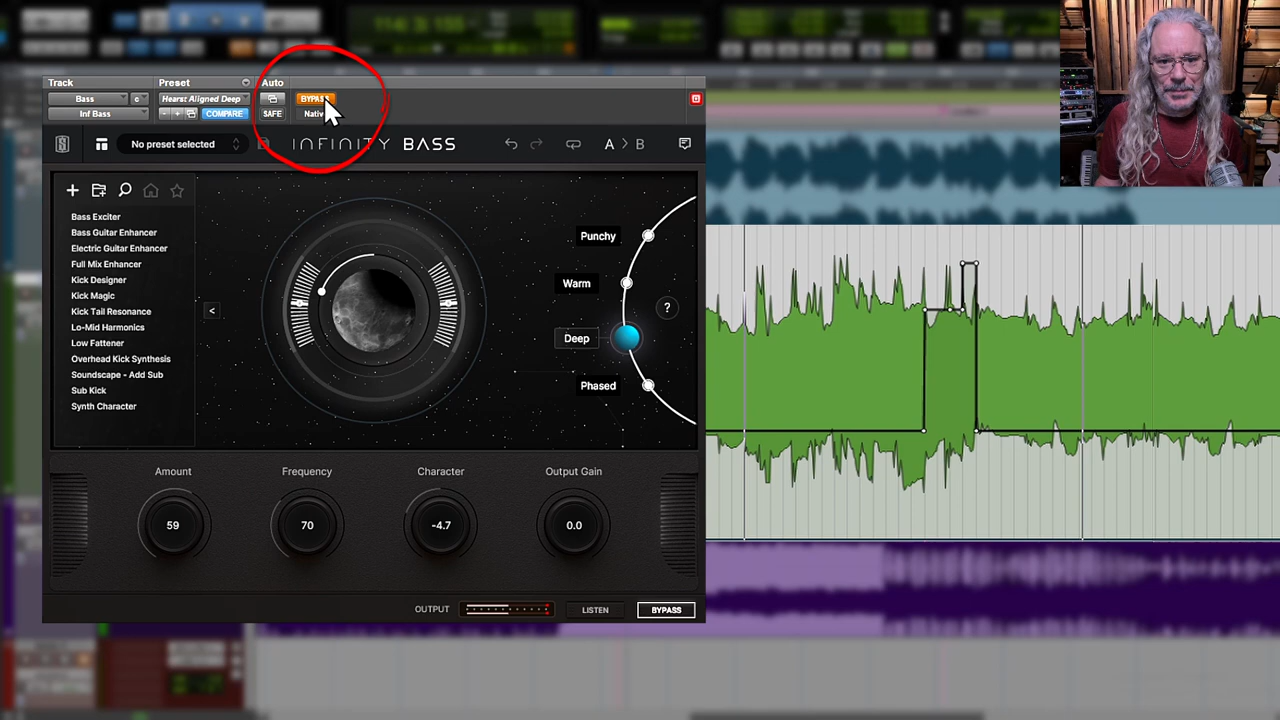 Track
Preset
Auto
Bass
c
Hearst Aligned Deep
BYPASS
Inf Bass
- +
COMPARE
SAFE
Native
No preset selected
INFINITY BASS
A > B
Bass Exciter
Bass Guitar Enhancer
Electric Guitar Enhancer
Full Mix Enhancer
Kick Designer
Kick Magic
Kick Tail Resonance
Lo-Mid Harmonics
Low Fattener
Overhead Kick Synthesis
Soundscape - Add Sub
Sub Kick
Synth Character
<
Punchy
Warm
?
Deep
Phased
Amount
Frequency
Character
Output Gain
59
70
-4.7
0.0
OUTPUT
LISTEN
BYPASS